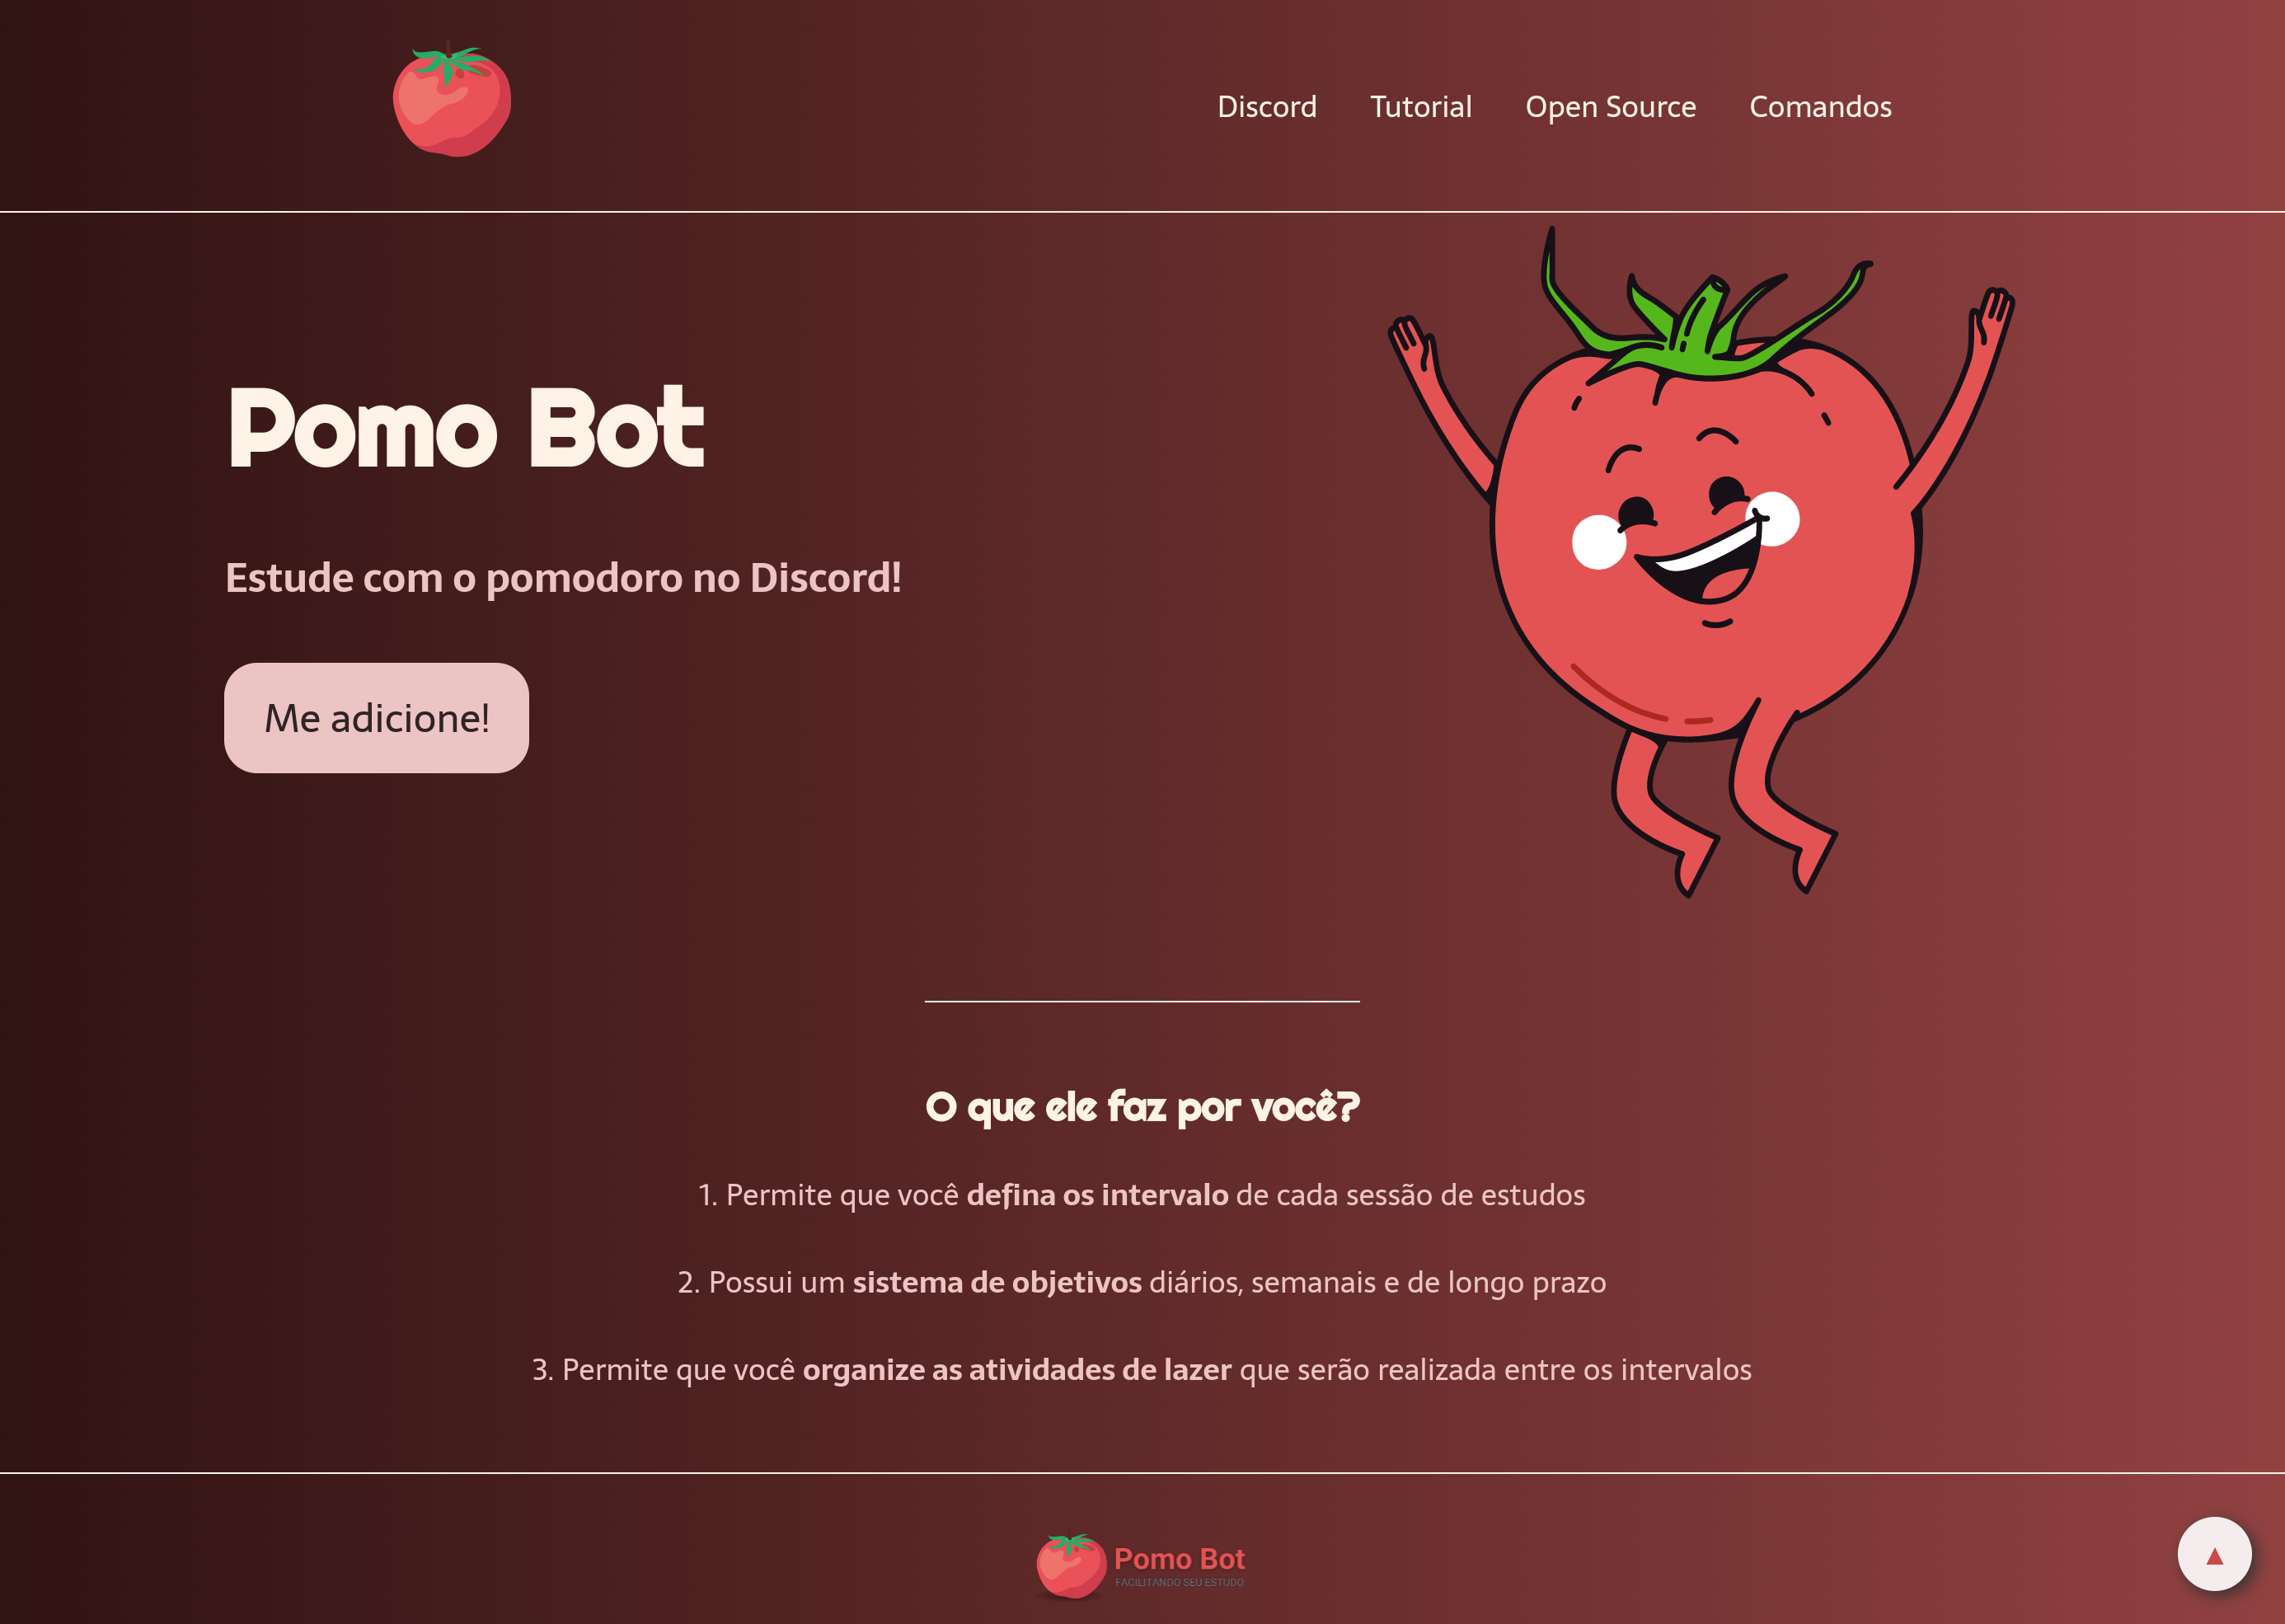 Discord Tutorial Open Source Comandos
Pomo Bot
Estude com o pomodoro no Discord!
Me adicione!
O que ele faz por você?
1. Permite que você defina os intervalo de cada sessão de estudos
2. Possui um sistema de objetivos diários, semanais e de longo prazo
3. Permite que você organize as atividades de lazer que serão realizada entre os intervalos
Pomo Bot
FACILITANDO SEU ESTUDO